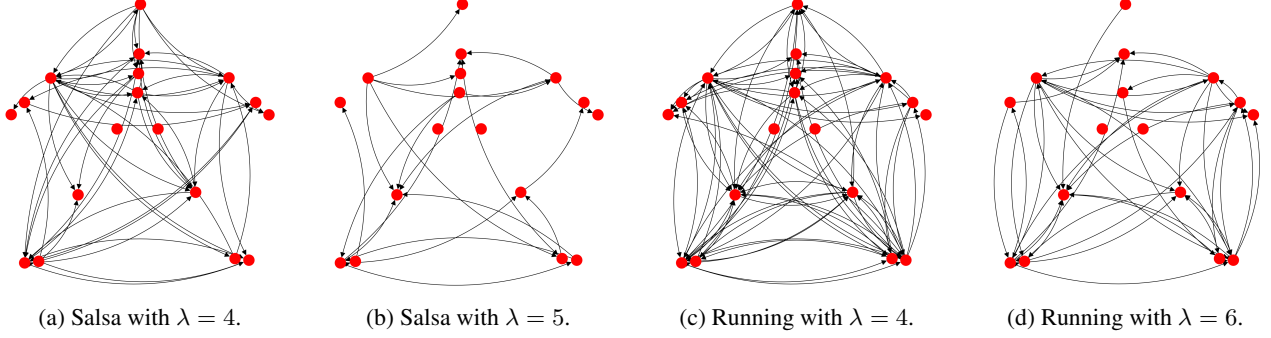 (a) Salsa with λ = 4.
(b) Salsa with λ = 5.
(c) Running with λ = 4.
(d) Running with λ = 6.